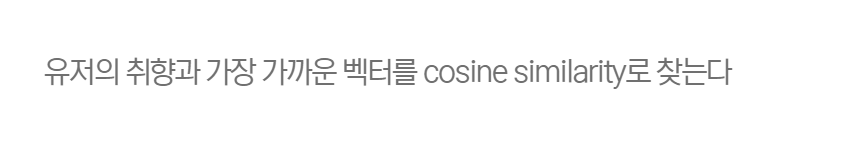 유저의 취향과 가장 가까운 벡터를 cosine similarity로 찾는다